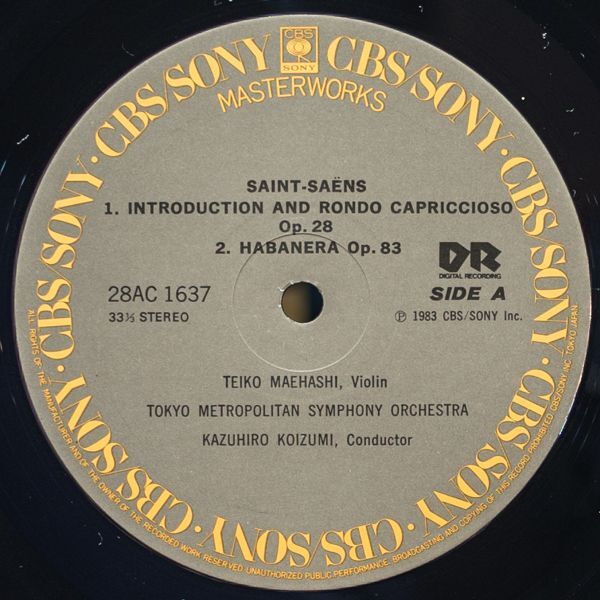 CBS/SONY · CBS/SONY · CBS/SONY · CBS/SONY · CBS/SONY · CBS/SONY · CBS/SONY · CBS/SONY
CBS
SONY
MASTERWORKS
SAINT-SAËNS
1. INTRODUCTION AND RONDO CAPRICCIOSO
Op. 28
2. HABANERA Op. 83
DR
DIGITAL RECORDING
28AC 1637
SIDE A
33⅓ STEREO
℗ 1983 CBS/SONY Inc.
TEIKO MAEHASHI, Violin
TOKYO METROPOLITAN SYMPHONY ORCHESTRA
KAZUHIRO KOIZUMI, Conductor
ALL RIGHTS OF THE MANUFACTURER AND OF THE OWNER OF THE RECORDED WORK RESERVED UNAUTHORIZED PUBLIC PERFORMANCE BROADCASTING AND COPYING OF THIS RECORD PROHIBITED CBS/SONY INC. TOKYO JAPAN